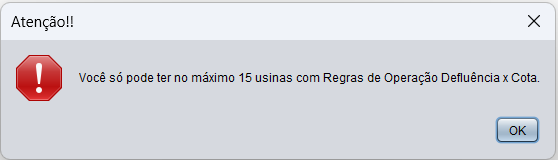 Atenção!!
Você só pode ter no máximo 15 usinas com Regras de Operação Defluência x Cota.
OK